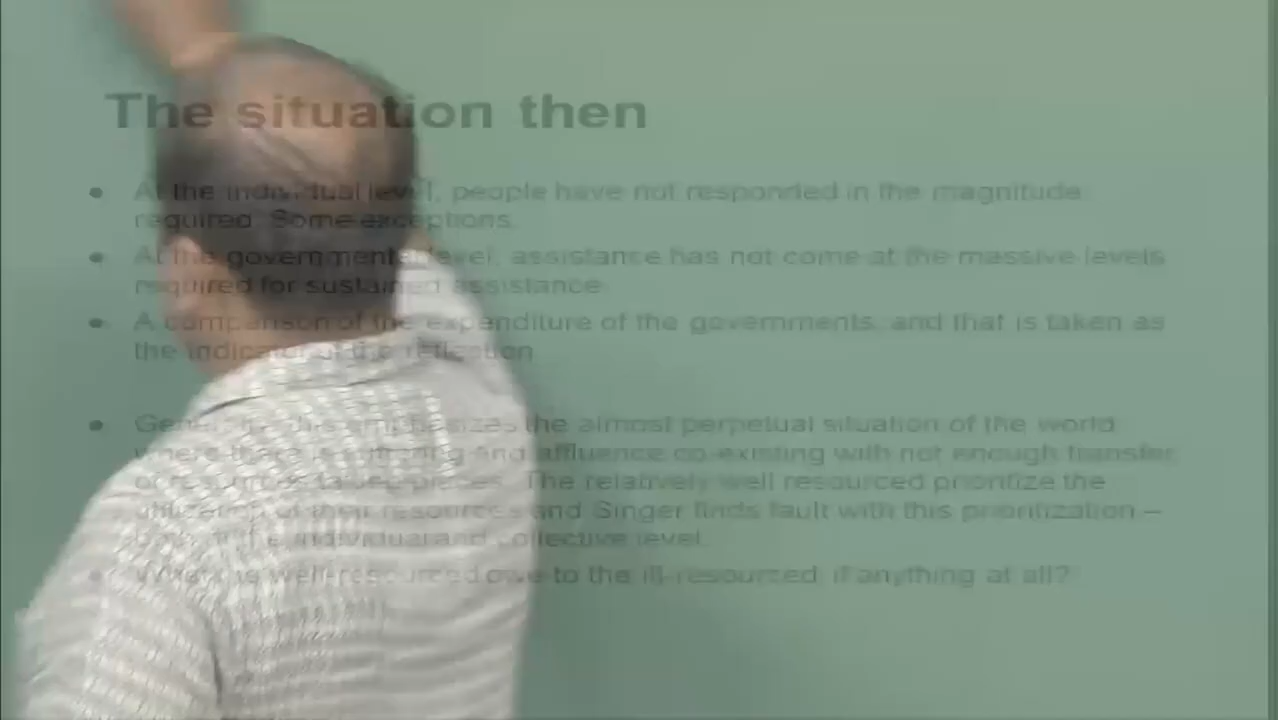 The situation then
At the individual level, people have not responded in the magnitude
required. Some exceptions.
At the governmental level, assistance has not come at the massive levels
required for sustained assistance
A comparison of the expenditure of the governments, and that is taken as
the indicator of the
the almost perpetual situation of the world
where there is suffering and affluence co-existing with not enough transfer
of resources taking places. The relatively well resourced prioritize the
utilization of their resources and Singer finds fault with this prioritization –
both at the individual and collective level.
What the well-resourced owe to the ill-resourced, if anything at all?